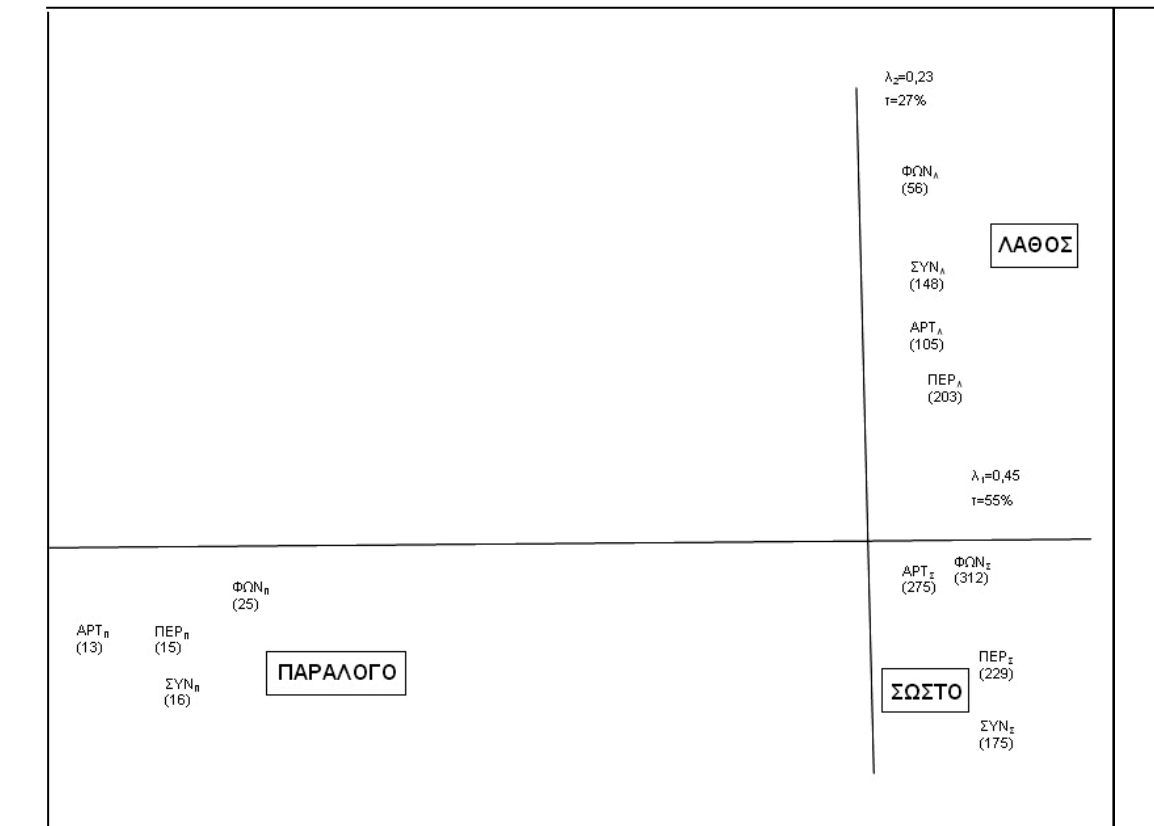 λ₂=0,23
τ=27%
ΦΩΝΛ
(56)
ΛΑΘΟΣ
ΣΥΝΛ
(148)
ΑΡΤΛ
(105)
ΠΕΡΛ
(203)
λ₁=0,45
τ=55%
ΑΡΤΣ
(275)
ΦΩΝΣ
(312)
ΦΩΝΠ
(25)
ΑΡΤΠ
(13)
ΠΕΡΠ
(15)
ΣΥΝΠ
(16)
ΠΑΡΑΛΟΓΟ
ΠΕΡΣ
(229)
ΣΩΣΤΟ
ΣΥΝΣ
(175)